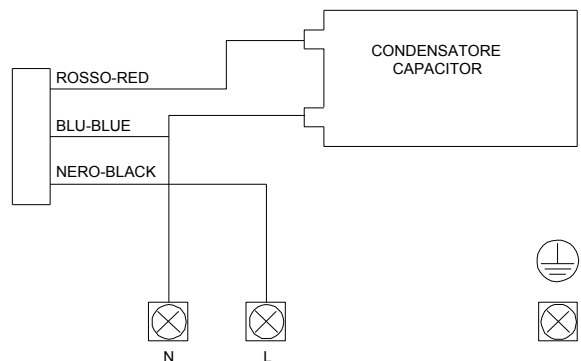 CONDENSATORE
CAPACITOR
ROSSO-RED
BLU-BLUE
NERO-BLACK
N
L